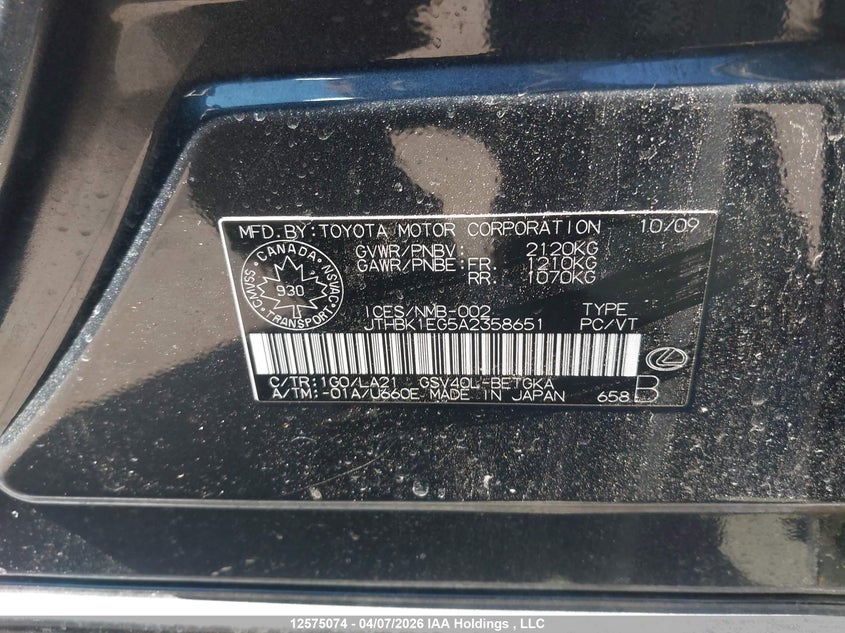 MFD.BY:TOYOTA MOTOR CORPORATION 10/09
GVWR/PNBV: 2120KG
GAWR/PNBE:FR. 1210KG
RR. 1070KG
CANADA
CMVSS NSVAC
930
TRANSPORT
ICES/NMB-002 TYPE
JTHBK1EG5A2358651 PC/VT
C/TR:1G0/LA21 GSV40L-BETGKA
A/TM:-01A/U660E MADE IN JAPAN 658 B
12575074 - 04/07/2026 IAA Holdings , LLC